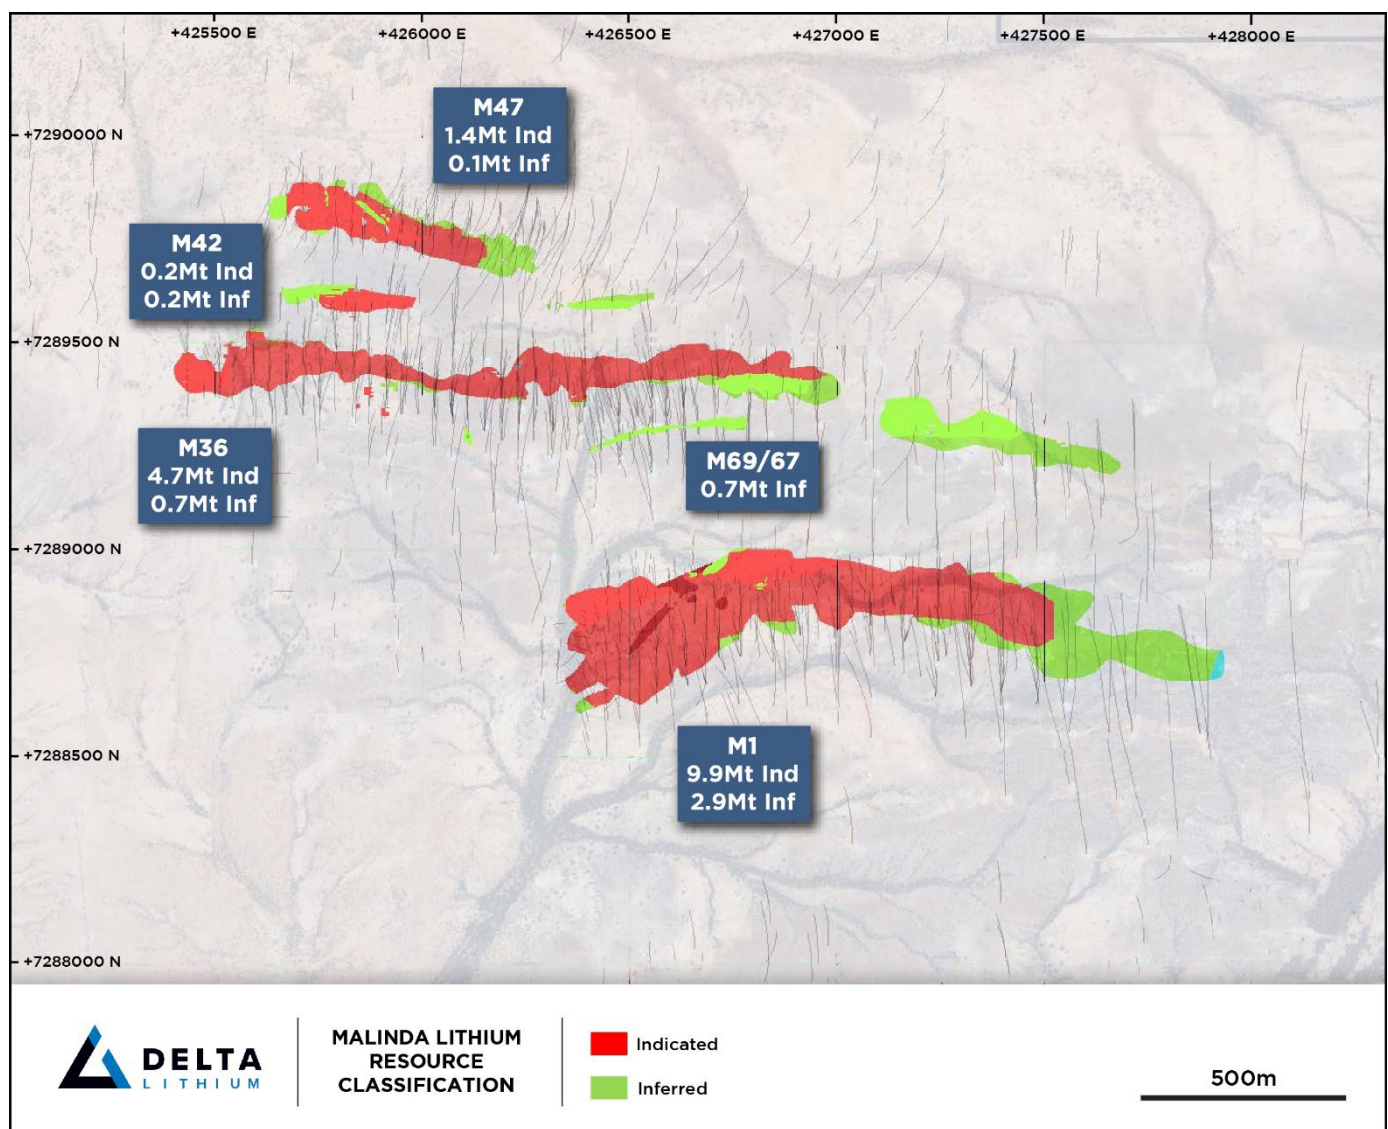 +425500 E
+426000 E
+426500 E
+427000 E
+427500 E
+428000 E
+7290000 N
M47
1.4Mt Ind
0.1Mt Inf
M42
0.2Mt Ind
0.2Mt Inf
+7289500 N
M36
4.7Mt Ind
0.7Mt Inf
M69/67
0.7Mt Inf
+7289000 N
M1
9.9Mt Ind
2.9Mt Inf
+7288500 N
+7288000 N
DELTA
LITHIUM
MALINDA LITHIUM
RESOURCE
CLASSIFICATION
Indicated
Inferred
500m